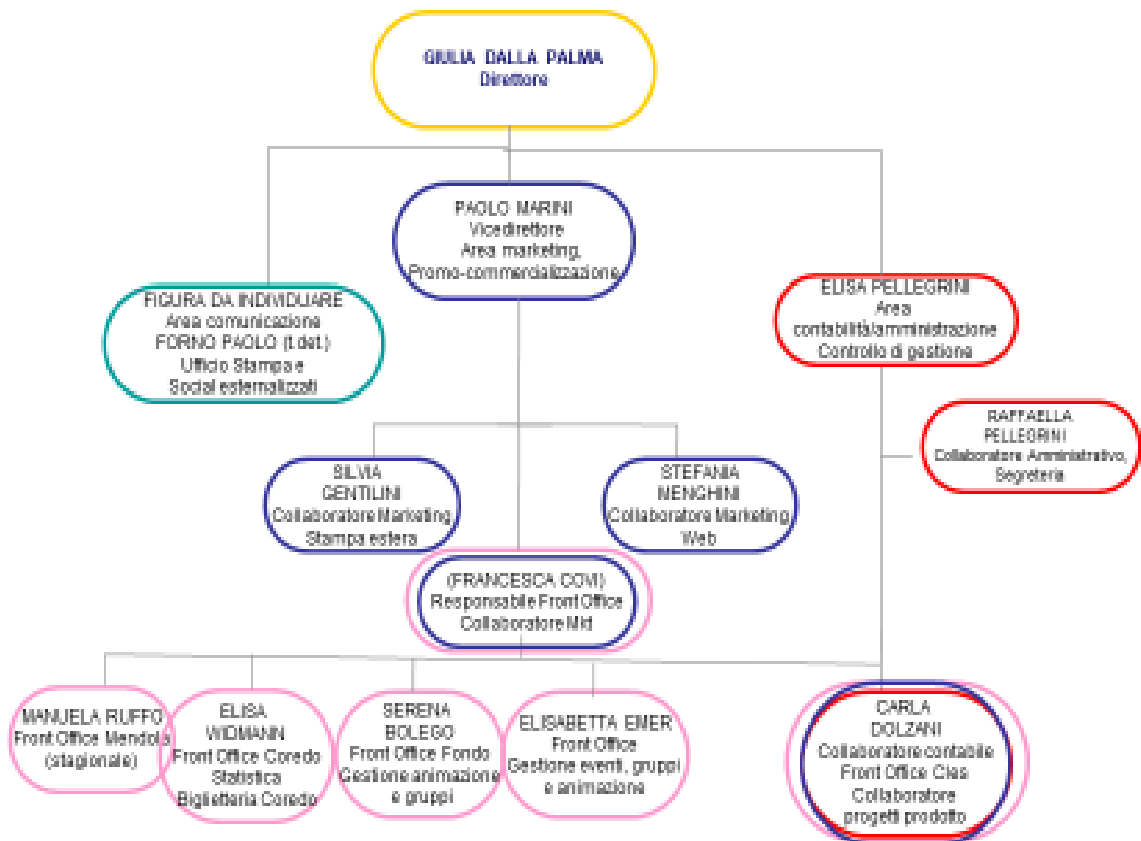 GIULIA DALLA PALMA
Direttore
PAOLO MARINI
Vicedirettore
Area marketing,
Promo-commercializzazione
FIGURA DA INDIVIDUARE
Area comunicazione
FORNO PAOLO (t.det.)
Ufficio Stampa e
Social esternalizzati
ELISA PELLEGRINI
Area
contabilità/amministrazione
Controllo di gestione
RAFFAELLA
PELLEGRINI
Collaboratore Amministrativo,
Segreteria
SILVIA
GENTILINI
Collaboratore Marketing
Stampa estera
STEFANIA
MENGHINI
Collaboratore Marketing
Web
(FRANCESCA COVI)
Responsabile Front Office
Collaboratore Mkt
MANUELA RUFFO
Front Office Mendola
(stagionale)
ELISA
WIDMANN
Front Office Coredo
Statistica
Biglietteria Coredo
SERENA
BOLEGO
Front Office Fondo
Gestione animazione
e gruppi
ELISABETTA EMER
Front Office
Gestione eventi, gruppi
e animazione
CARLA
DOLZANI
Collaboratore contabile
Front Office Cles
Collaboratore
progetti prodotto